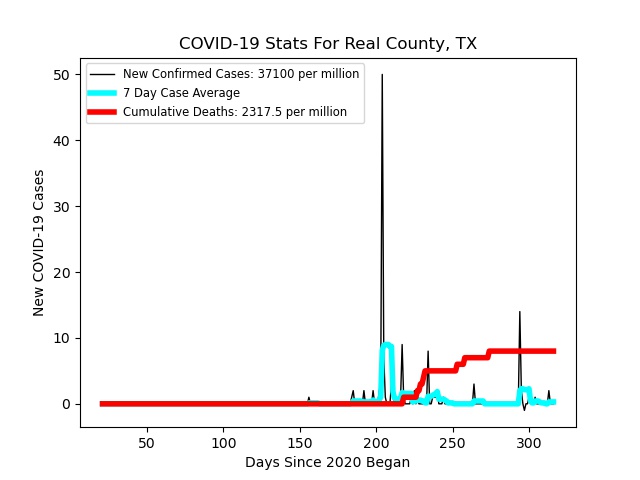 COVID-19 Stats For Real County, TX
New Confirmed Cases: 37100 per million
7 Day Case Average
Cumulative Deaths: 2317.5 per million
New COVID-19 Cases
50
40
30
20
10
0
50 100 150 200 250 300
Days Since 2020 Began